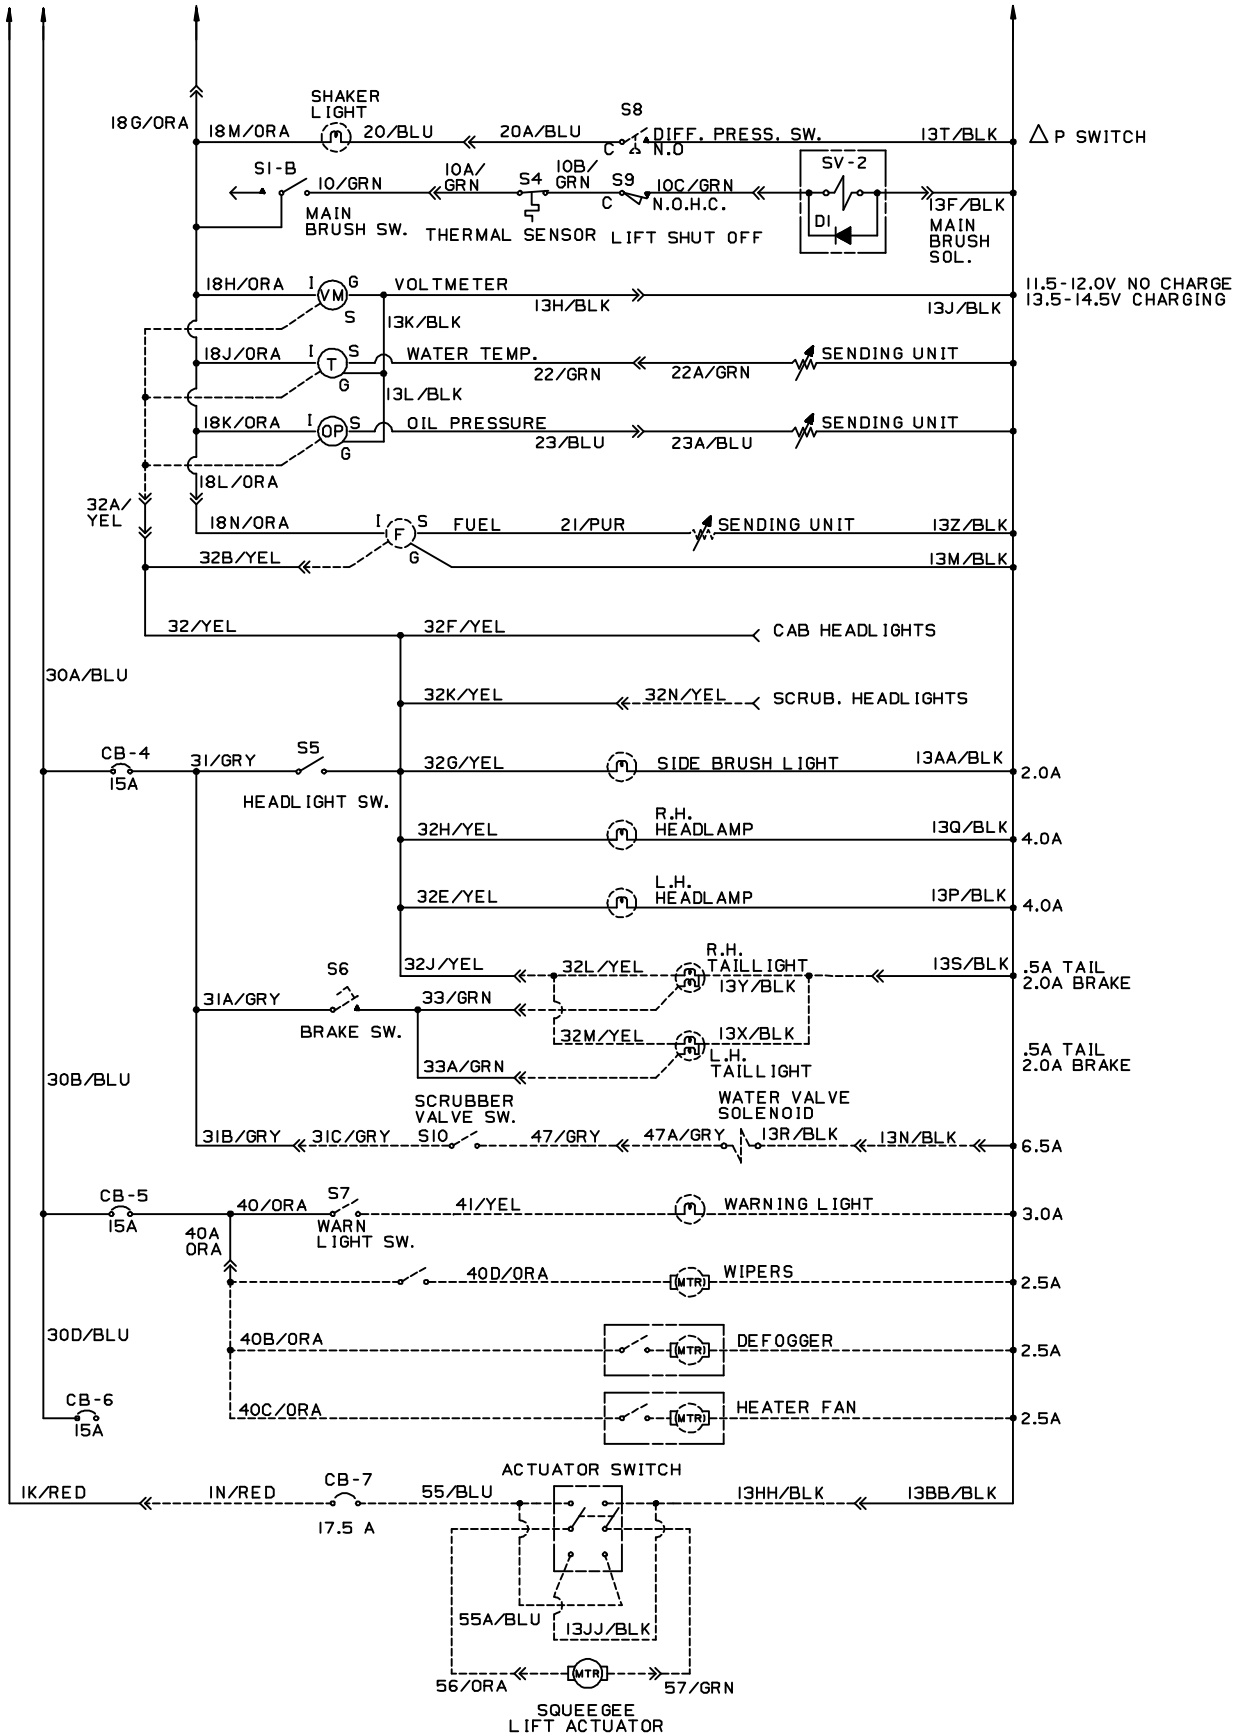 SHAKER
LIGHT
18G/ORA
18M/ORA
20/BLU
20A/BLU
S8
DIFF. PRESS. SW.
C
N.O
13T/BLK
△ P SWITCH
S1-B
10/GRN
10A/
GRN
S4
10B/
GRN
S9
C
10C/GRN
N.O.H.C.
SV-2
D1
13F/BLK
MAIN
BRUSH SW.
THERMAL SENSOR
LIFT SHUT OFF
MAIN
BRUSH
SOL.
18H/ORA
I
VM
G
S
VOLTMETER
13H/BLK
13J/BLK
11.5-12.0V NO CHARGE
13.5-14.5V CHARGING
13K/BLK
18J/ORA
I
T
S
G
WATER TEMP.
22/GRN
22A/GRN
SENDING UNIT
13L/BLK
18K/ORA
I
OP
S
G
OIL PRESSURE
23/BLU
23A/BLU
SENDING UNIT
18L/ORA
32A/
YEL
18N/ORA
I
F
S
G
FUEL
21/PUR
SENDING UNIT
13Z/BLK
32B/YEL
13M/BLK
32/YEL
32F/YEL
CAB HEADLIGHTS
30A/BLU
32K/YEL
32N/YEL
SCRUB. HEADLIGHTS
CB-4
15A
31/GRY
S5
HEADLIGHT SW.
32G/YEL
SIDE BRUSH LIGHT
13AA/BLK
2.0A
32H/YEL
R.H.
HEADLAMP
13Q/BLK
4.0A
32E/YEL
L.H.
HEADLAMP
13P/BLK
4.0A
32J/YEL
32L/YEL
R.H.
TAILLIGHT
13Y/BLK
13S/BLK
.5A TAIL
2.0A BRAKE
31A/GRY
S6
BRAKE SW.
33/GRN
32M/YEL
13X/BLK
L.H.
TAILLIGHT
33A/GRN
.5A TAIL
2.0A BRAKE
30B/BLU
SCRUBBER
VALVE SW.
WATER VALVE
SOLENOID
31B/GRY
31C/GRY
S10
47/GRY
47A/GRY
13R/BLK
13N/BLK
6.5A
CB-5
15A
40/ORA
S7
WARN
LIGHT SW.
41/YEL
WARNING LIGHT
3.0A
40A
ORA
40D/ORA
MTR
WIPERS
2.5A
30D/BLU
40B/ORA
MTR
DEFOGGER
2.5A
CB-6
15A
40C/ORA
MTR
HEATER FAN
2.5A
ACTUATOR SWITCH
1K/RED
1N/RED
CB-7
17.5 A
55/BLU
13HH/BLK
13BB/BLK
55A/BLU
13JJ/BLK
56/ORA
MTR
57/GRN
SQUEEGEE
LIFT ACTUATOR